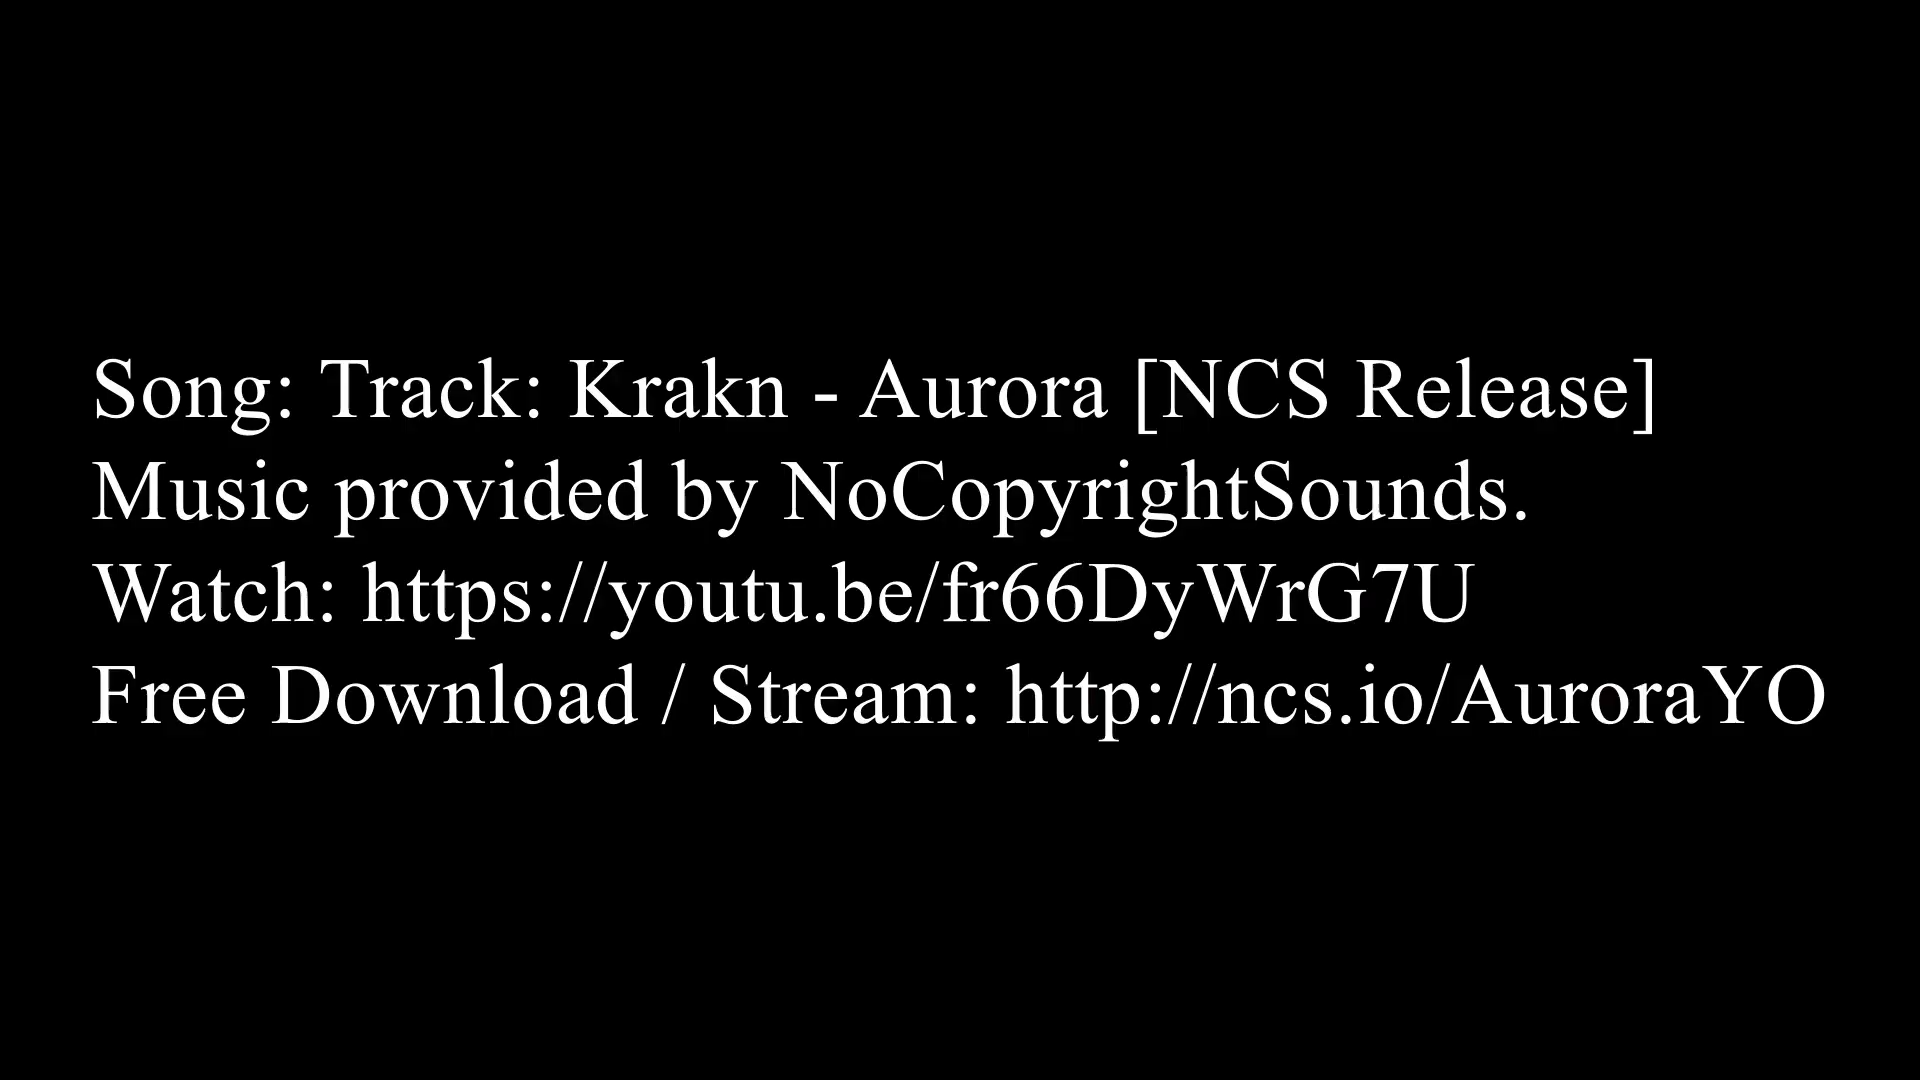 Song: Track: Krakn - Aurora [NCS Release]
Music provided by NoCopyrightSounds.
Watch: https://youtu.be/fr66DyWrG7U
Free Download / Stream: http://ncs.io/AuroraYO